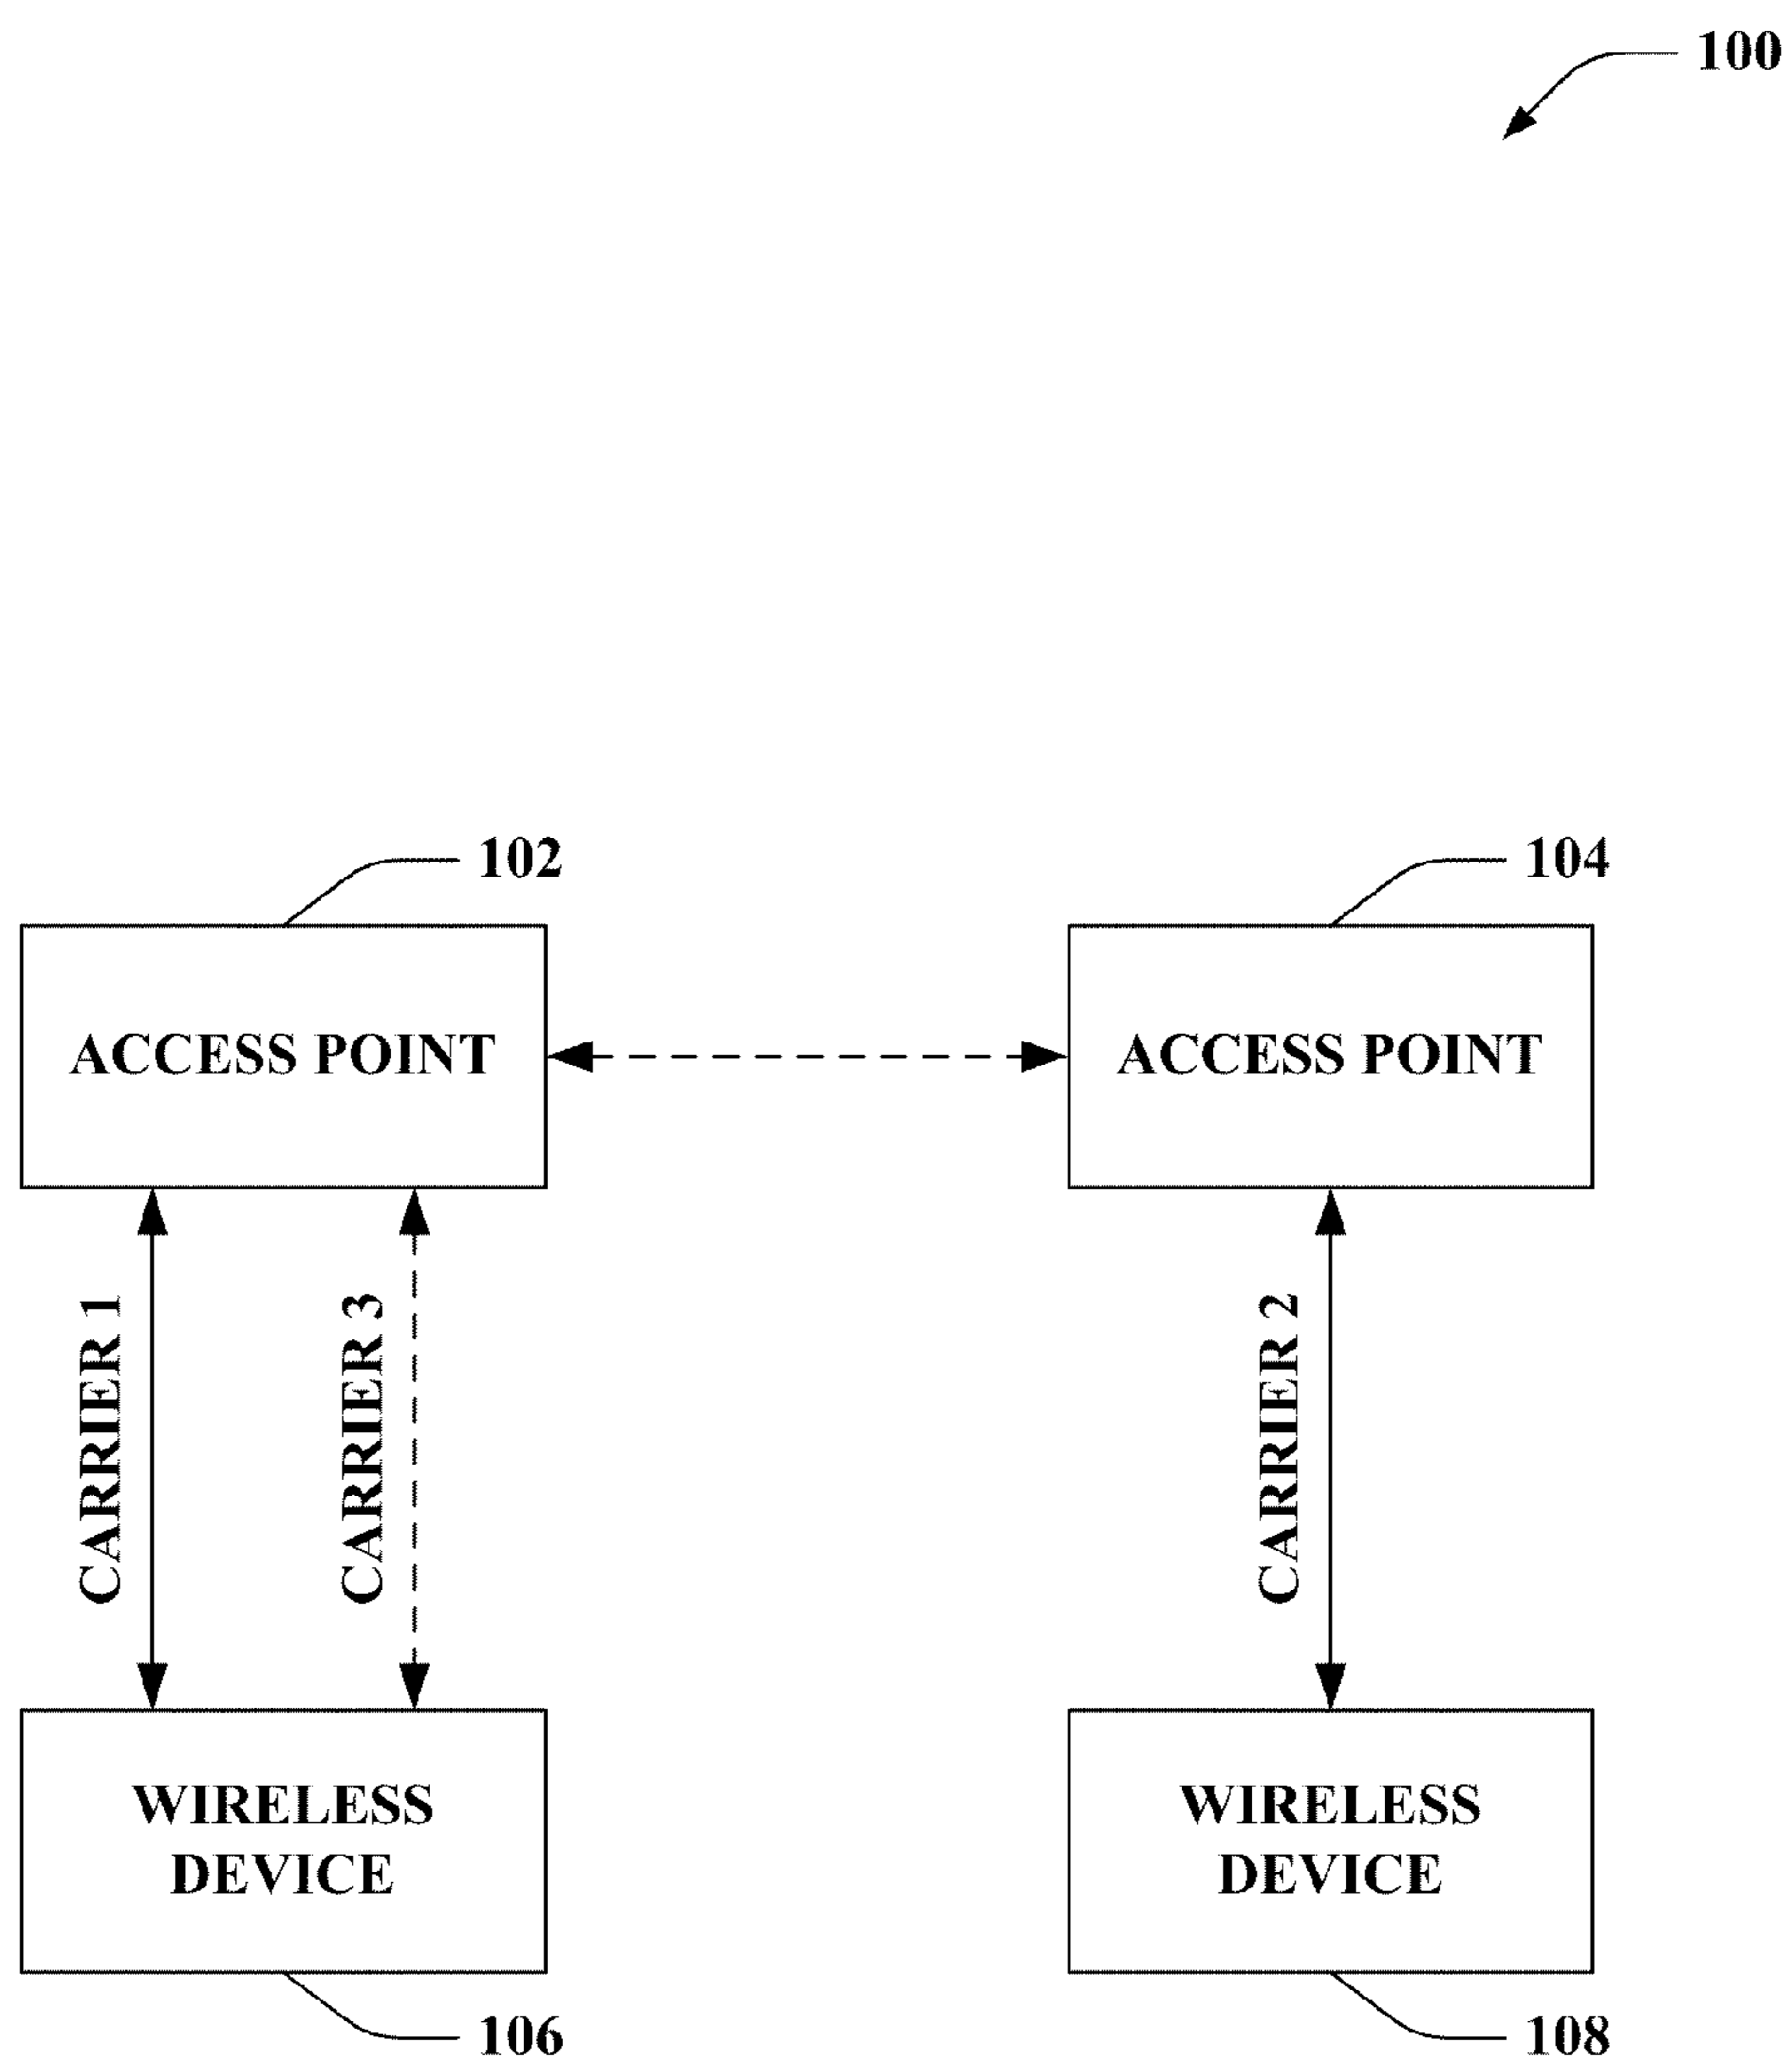 100
102
104
ACCESS POINT
ACCESS POINT
CARRIER 1
CARRIER 3
CARRIER 2
WIRELESS
DEVICE
WIRELESS
DEVICE
106
108